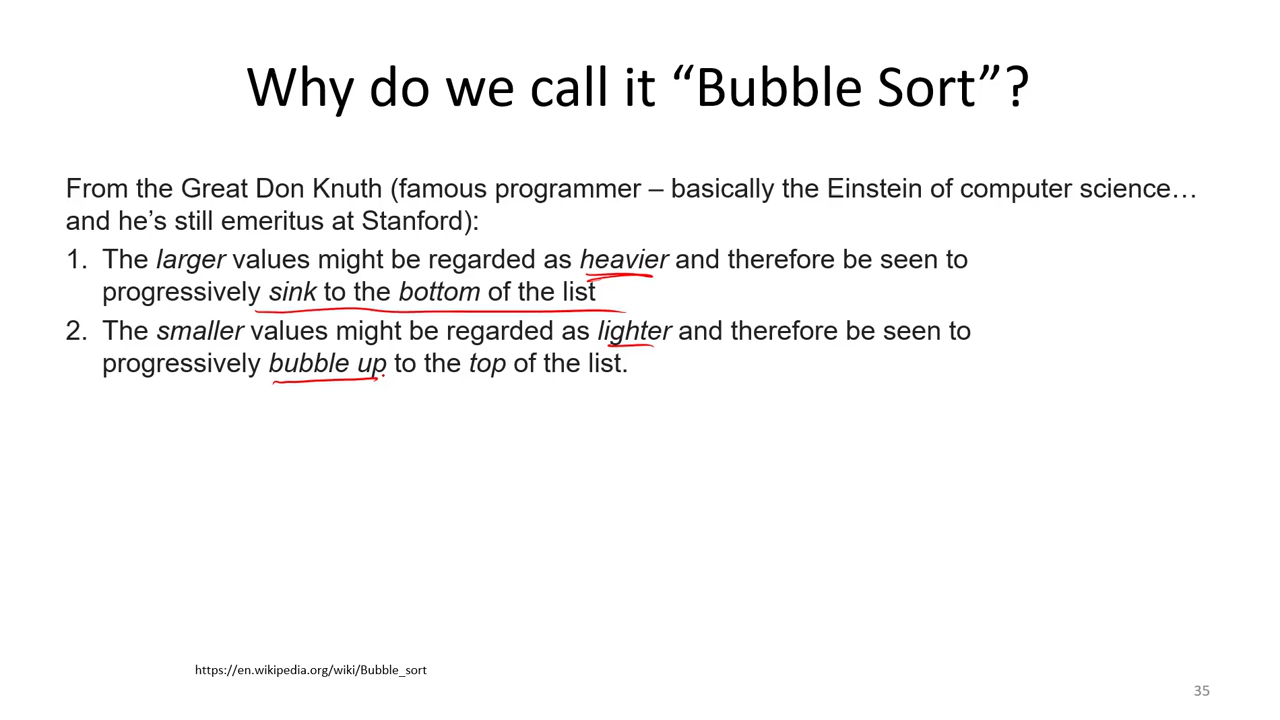 Why do we call it “Bubble Sort”?
From the Great Don Knuth (famous programmer – basically the Einstein of computer science…
and he’s still emeritus at Stanford):
1. The larger values might be regarded as heavier and therefore be seen to
progressively sink to the bottom of the list
2. The smaller values might be regarded as lighter and therefore be seen to
progressively bubble up to the top of the list.
https://en.wikipedia.org/wiki/Bubble_sort
35